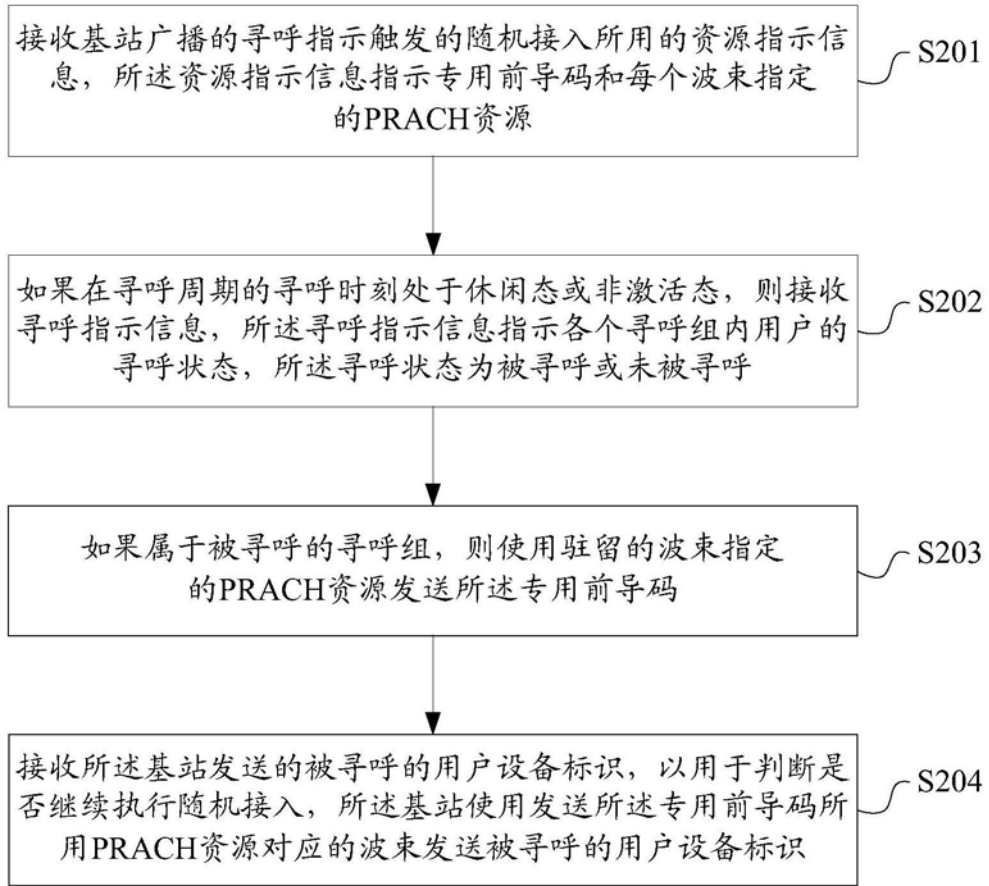 接收基站广播的寻呼指示触发的随机接入所用的资源指示信
息，所述资源指示信息指示专用前导码和每个波束指定
的PRACH资源
S201
如果在寻呼周期的寻呼时刻处于休闲态或非激活态，则接收
寻呼指示信息，所述寻呼指示信息指示各个寻呼组内用户的
寻呼状态，所述寻呼状态为被寻呼或未被寻呼
S202
如果属于被寻呼的寻呼组，则使用驻留的波束指定
的PRACH资源发送所述专用前导码
S203
接收所述基站发送的被寻呼的用户设备标识，以用于判断是
否继续执行随机接入，所述基站使用发送所述专用前导码所
用PRACH资源对应的波束发送被寻呼的用户设备标识
S204